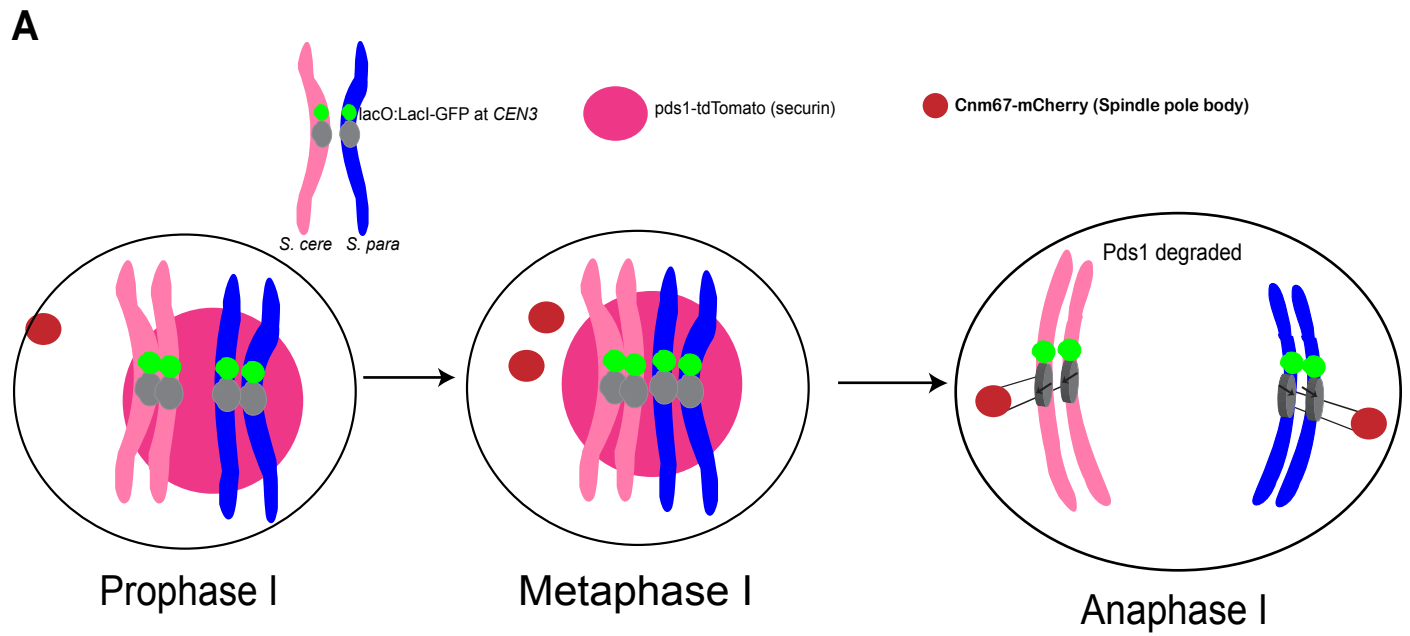 A
lacO:LacI-GFP at CEN3
pds1-tdTomato (securin)
Cnm67-mCherry (Spindle pole body)
S. cere
S. para
Pds1 degraded
Prophase I
Metaphase I
Anaphase I